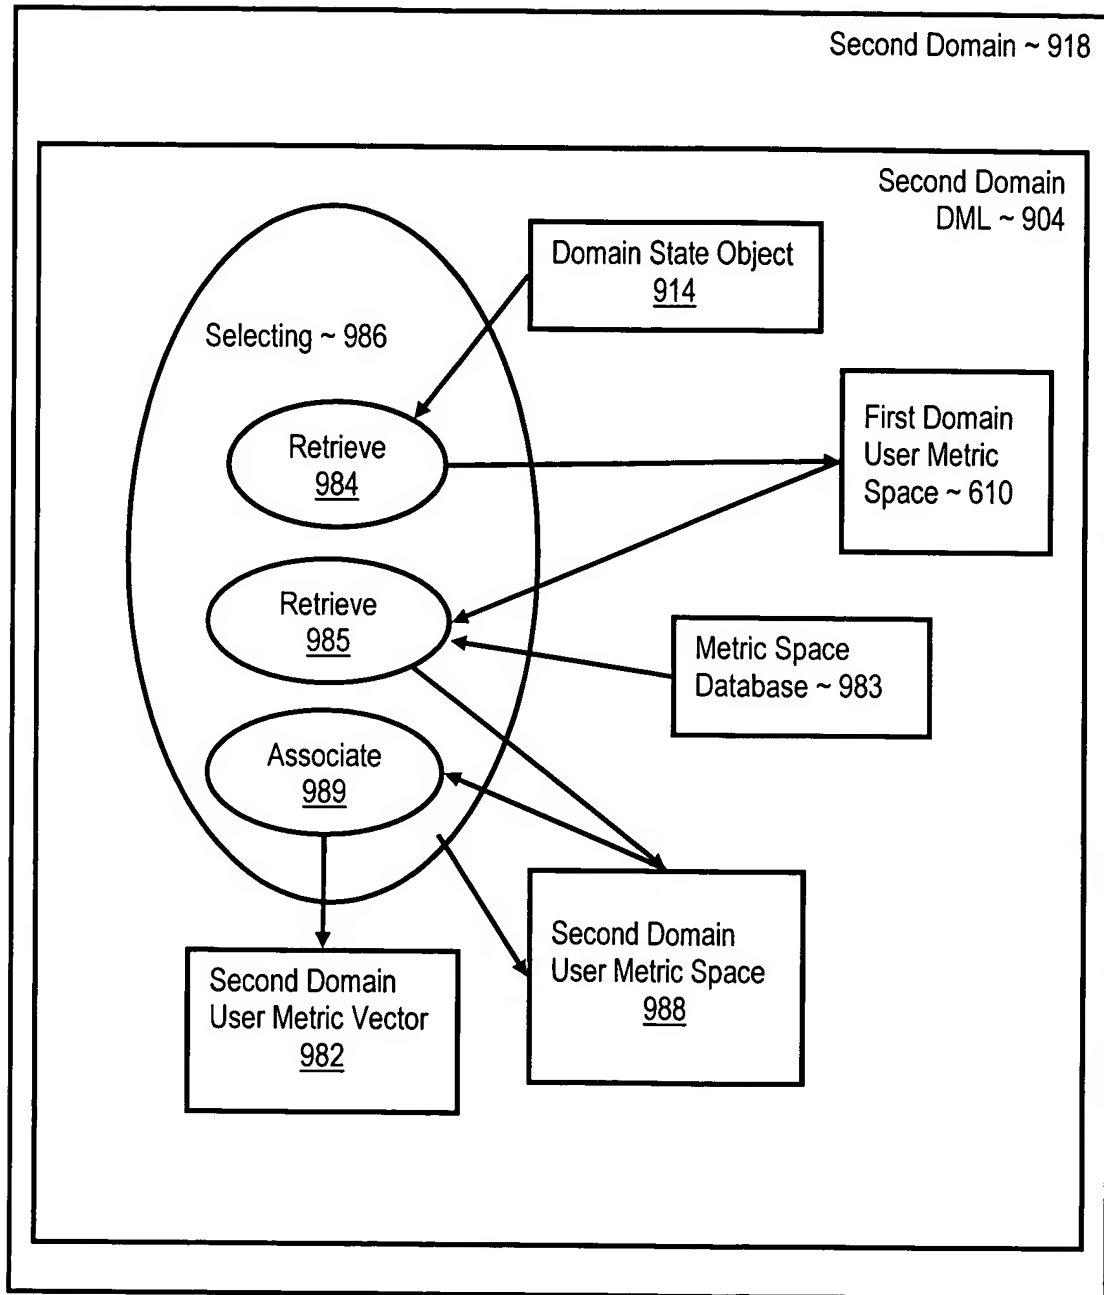 Second Domain ~ 918
Second Domain
DML ~ 904
Domain State Object
914
Selecting ~ 986
Retrieve
984
First Domain
User Metric
Space ~ 610
Retrieve
985
Metric Space
Database ~ 983
Associate
989
Second Domain
User Metric Space
988
Second Domain
User Metric Vector
982